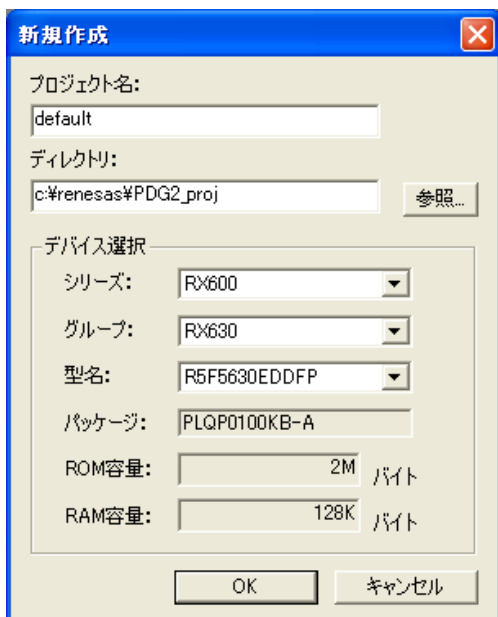 新規作成
プロジェクト名:
default
ディレクトリ:
c:¥renesas¥PDG2_proj
参照...
デバイス選択
シリーズ: RX600
グループ: RX630
型名: R5F5630EDDFP
パッケージ: PLQP0100KB-A
ROM容量: 2M バイト
RAM容量: 128K バイト
OK キャンセル